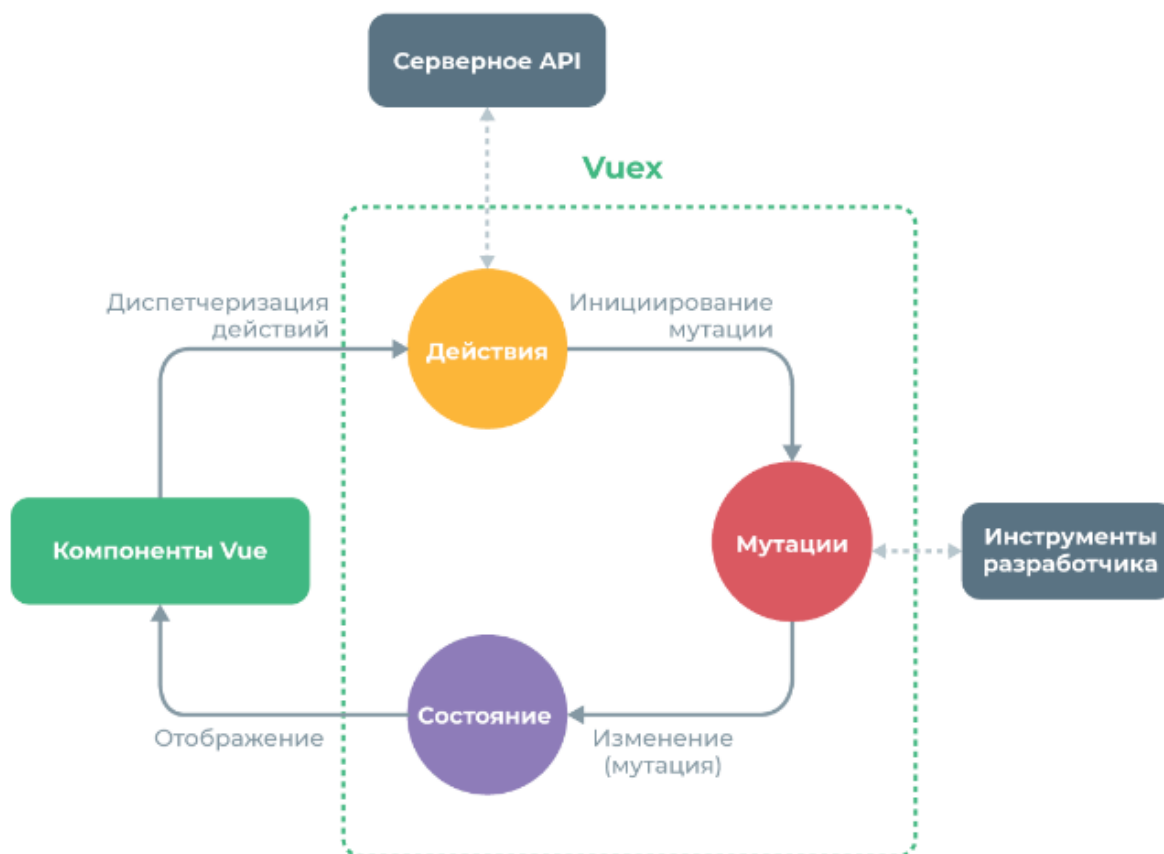 Серверное API
Vuex
Диспетчеризация
действий
Инициирование
мутации
Действия
Компоненты Vue
Мутации
Инструменты
разработчика
Состояние
Отображение
Изменение
(мутация)